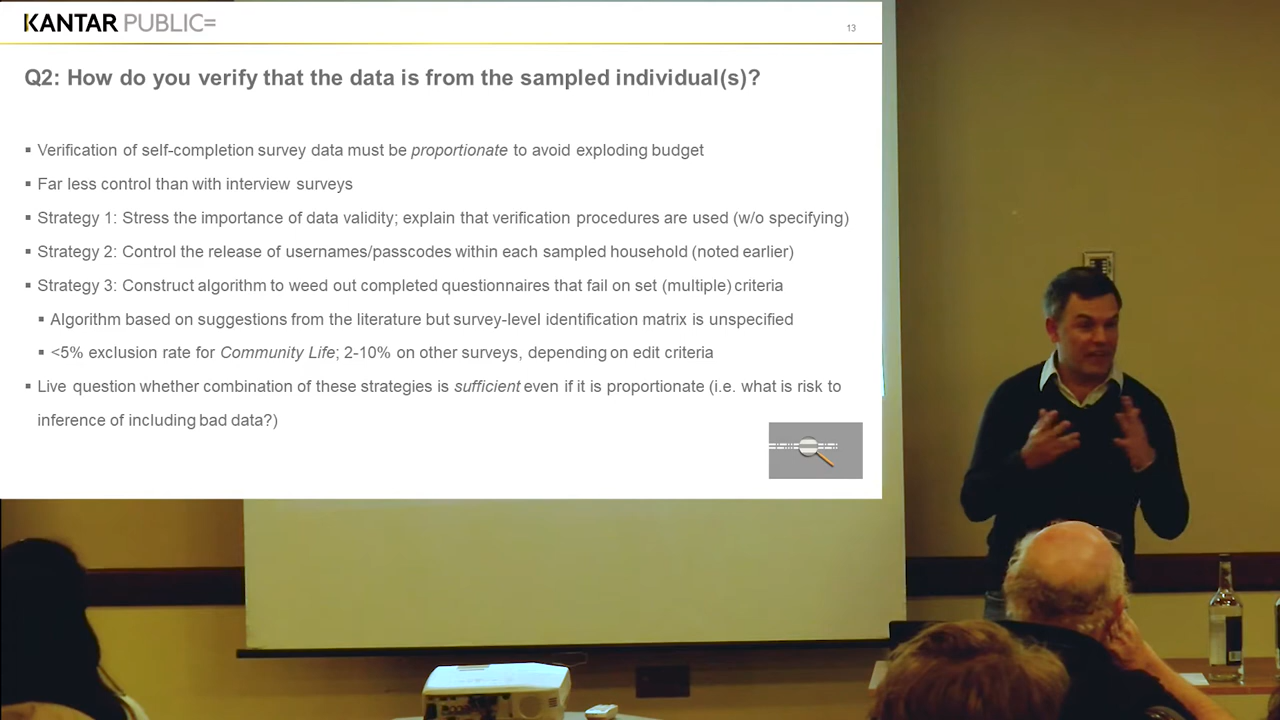 KANTAR PUBLIC=
13
Q2: How do you verify that the data is from the sampled individual(s)?
▪ Verification of self-completion survey data must be proportionate to avoid exploding budget
▪ Far less control than with interview surveys
▪ Strategy 1: Stress the importance of data validity; explain that verification procedures are used (w/o specifying)
▪ Strategy 2: Control the release of usernames/passcodes within each sampled household (noted earlier)
▪ Strategy 3: Construct algorithm to weed out completed questionnaires that fail on set (multiple) criteria
▪ Algorithm based on suggestions from the literature but survey-level identification matrix is unspecified
▪ <5% exclusion rate for Community Life; 2-10% on other surveys, depending on edit criteria
▪ Live question whether combination of these strategies is sufficient even if it is proportionate (i.e. what is risk to
inference of including bad data?)